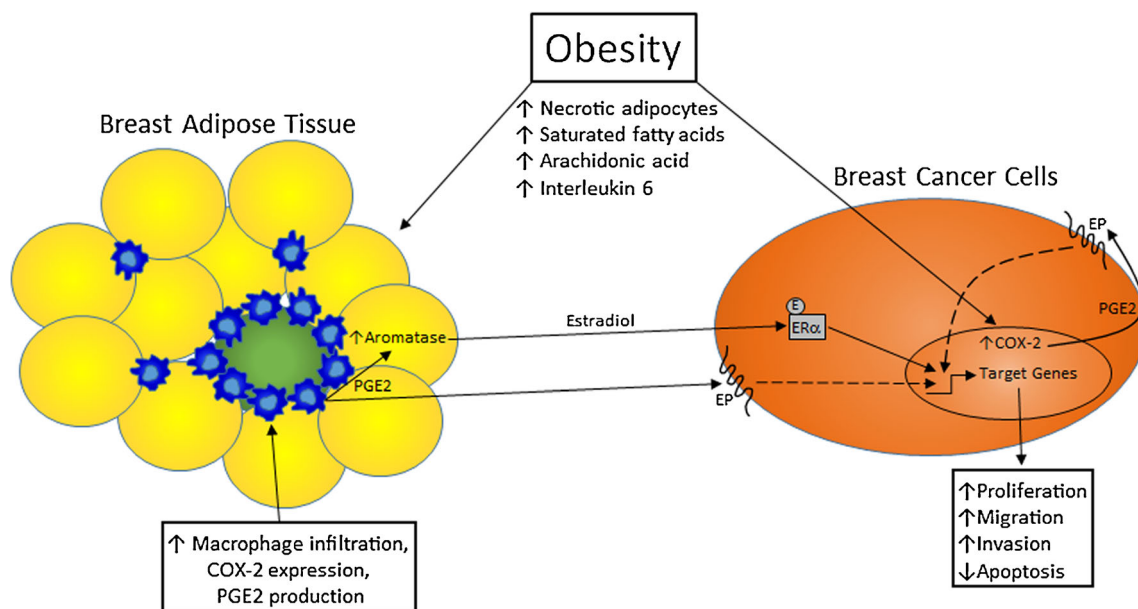 Obesity
↑ Necrotic adipocytes
↑ Saturated fatty acids
↑ Arachidonic acid
↑ Interleukin 6
Breast Adipose Tissue
↑Aromatase
PGE2
Estradiol
↑ Macrophage infiltration,
COX-2 expression,
PGE2 production
Breast Cancer Cells
EP
PGE2
E
ERα
↑COX-2
Target Genes
EP
↑Proliferation
↑Migration
↑Invasion
↓Apoptosis